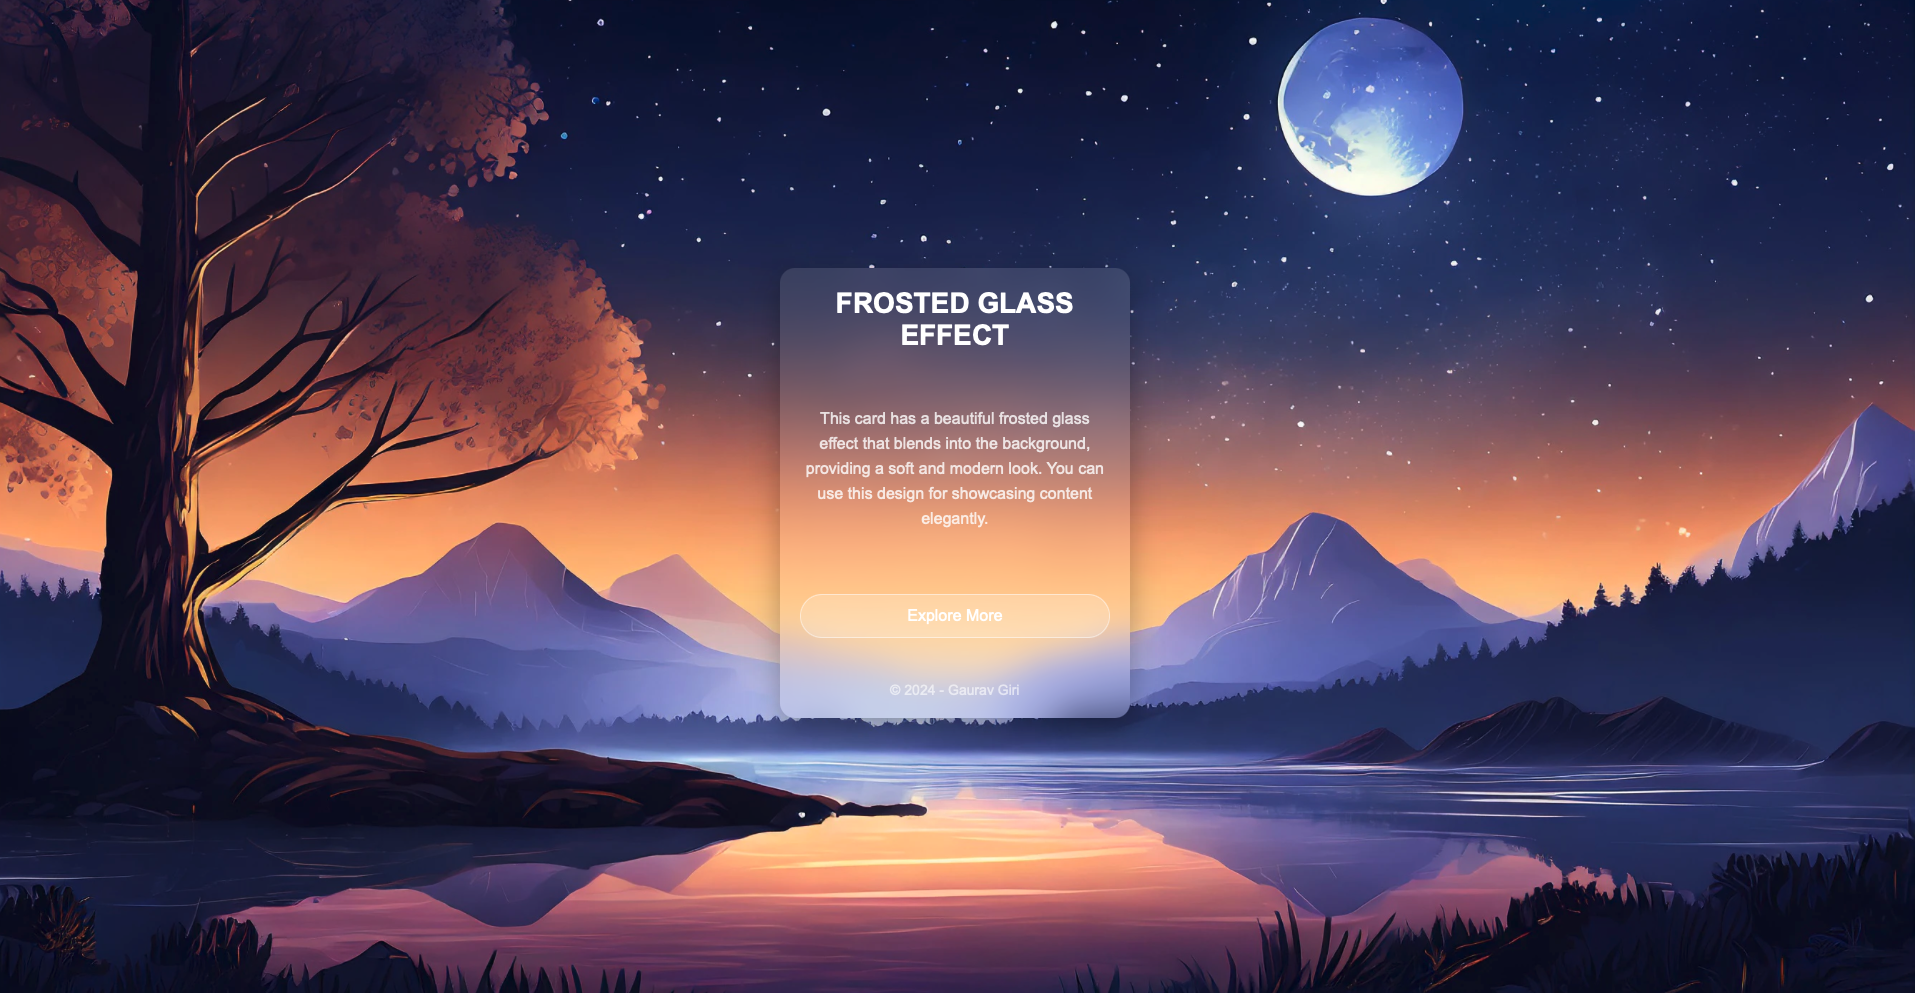 FROSTED GLASS
EFFECT
This card has a beautiful frosted glass
effect that blends into the background,
providing a soft and modern look. You can
use this design for showcasing content
elegantly.
Explore More
© 2024 - Gaurav Giri